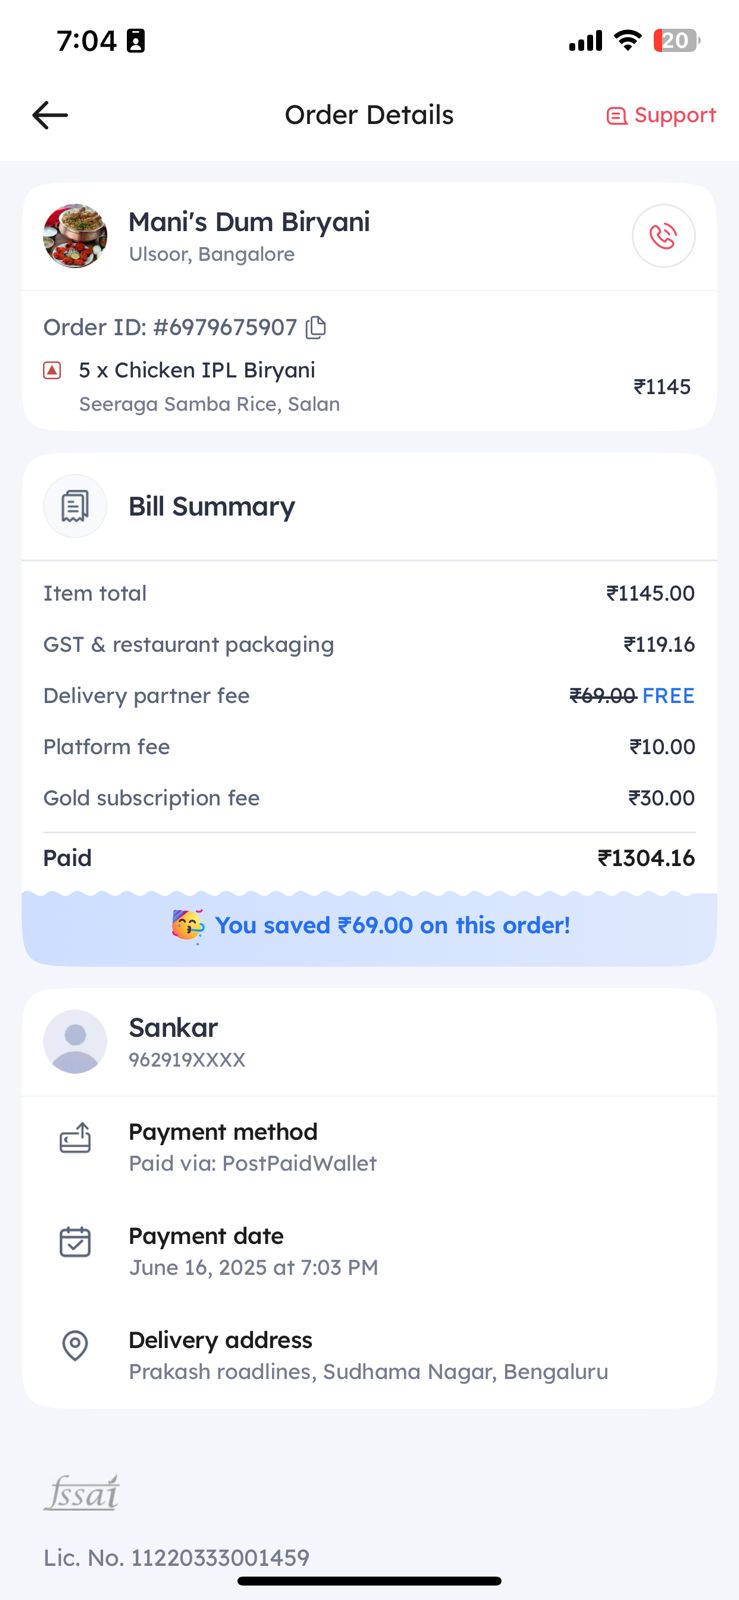 7:04
20
Order Details
Support
Mani's Dum Biryani
Ulsoor, Bangalore
Order ID: #6979675907
5 x Chicken IPL Biryani
₹1145
Seeraga Samba Rice, Salan
Bill Summary
Item total ₹1145.00
GST & restaurant packaging ₹119.16
Delivery partner fee ₹69.00 FREE
Platform fee ₹10.00
Gold subscription fee ₹30.00
Paid ₹1304.16
🥳 You saved ₹69.00 on this order!
Sankar
962919XXXX
Payment method
Paid via: PostPaidWallet
Payment date
June 16, 2025 at 7:03 PM
Delivery address
Prakash roadlines, Sudhama Nagar, Bengaluru
fssai
Lic. No. 11220333001459